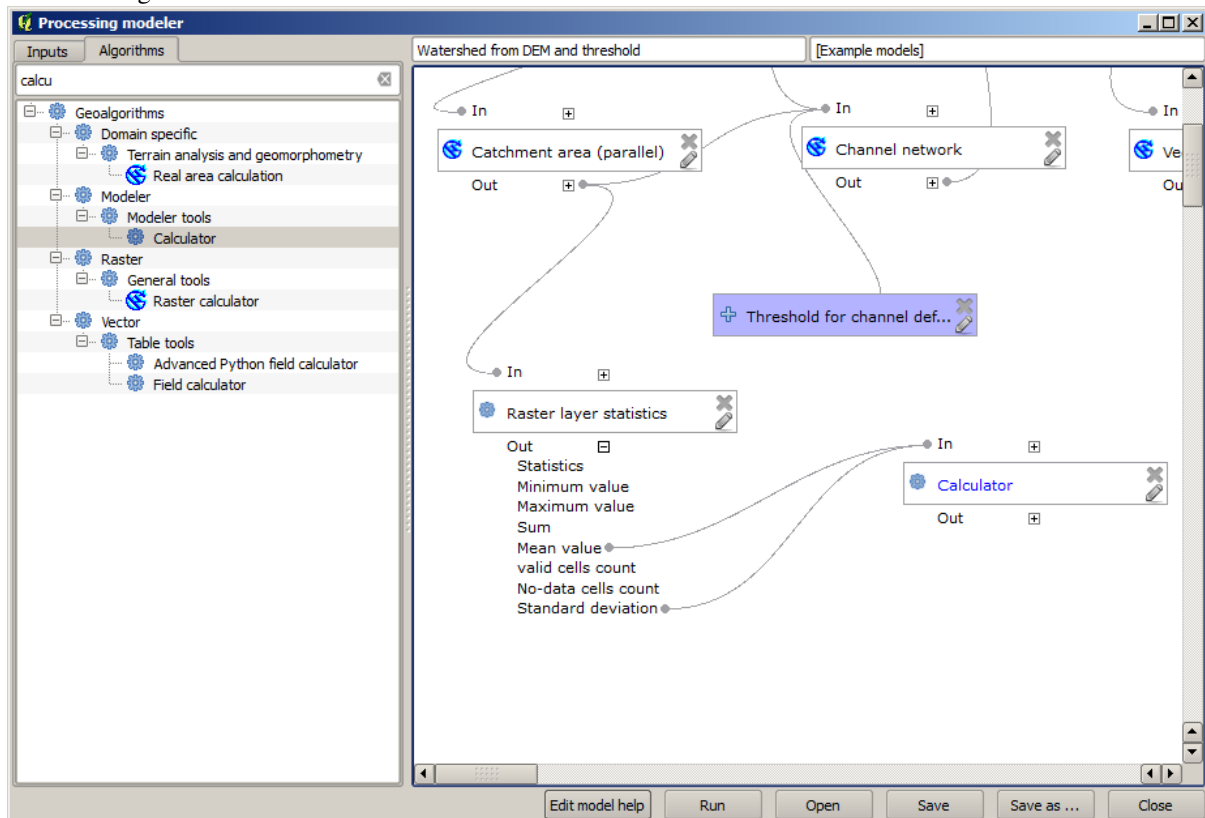 Processing modeler
Inputs Algorithms
Watershed from DEM and threshold [Example models]
calcu
Geoalgorithms
Domain specific
Terrain analysis and geomorphometry
Real area calculation
Modeler
Modeler tools
Calculator
Raster
General tools
Raster calculator
Vector
Table tools
Advanced Python field calculator
Field calculator
In
Catchment area (parallel)
Out
In
Channel network
Out
In
Ve
Ou
Threshold for channel def...
In
Raster layer statistics
Out
Statistics
Minimum value
Maximum value
Sum
Mean value
valid cells count
No-data cells count
Standard deviation
In
Calculator
Out
Edit model help Run Open Save Save as ... Close